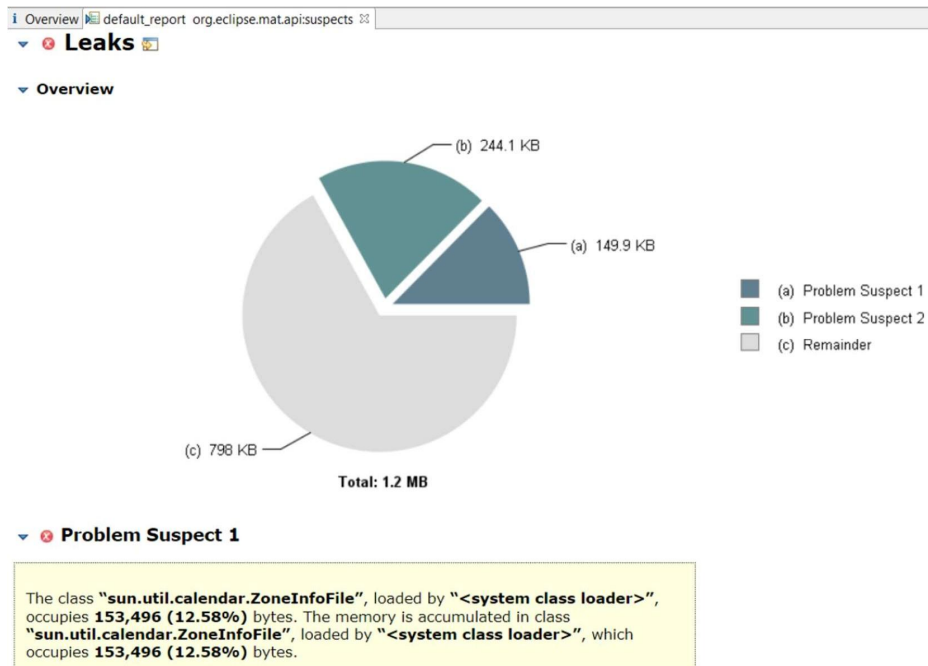 i Overview default_report org.eclipse.mat.api:suspects
Leaks
Overview
(b) 244.1 KB
(a) 149.9 KB
(a) Problem Suspect 1
(b) Problem Suspect 2
(c) Remainder
(c) 798 KB
Total: 1.2 MB
Problem Suspect 1
The class “sun.util.calendar.ZoneInfoFile”, loaded by “<system class loader>”,
occupies 153,496 (12.58%) bytes. The memory is accumulated in class
“sun.util.calendar.ZoneInfoFile”, loaded by “<system class loader>”, which
occupies 153,496 (12.58%) bytes.